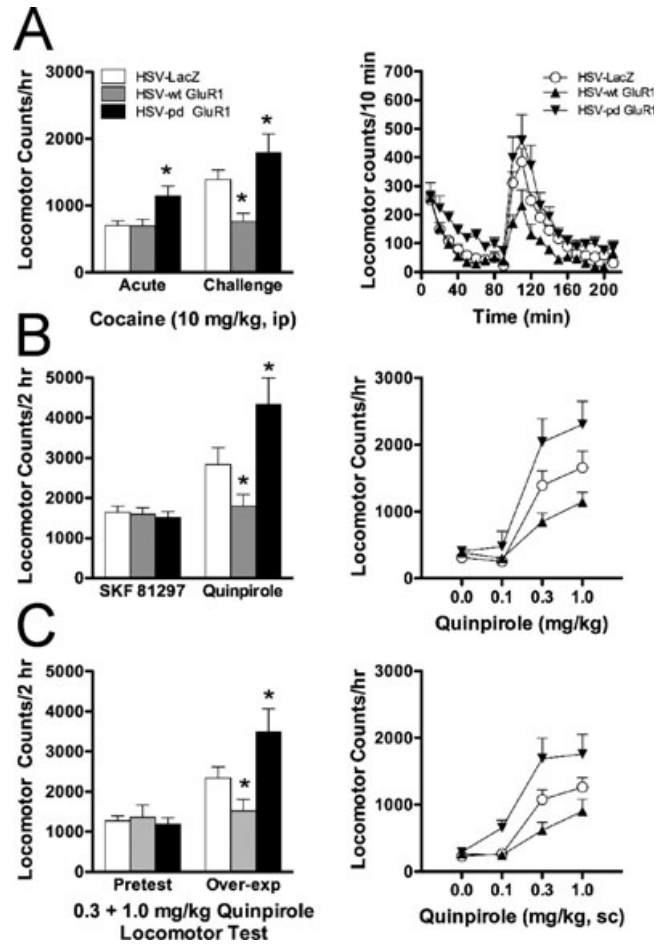 A
Locomotor Counts/hr
3000
2000
1000
0
HSV-LacZ
HSV-wt GluR1
HSV-pd GluR1
*
*
*
Acute
Challenge
Cocaine (10 mg/kg, ip)
Locomotor counts/10 min
700
600
500
400
300
200
100
0
HSV-LacZ
HSV-wt GluR1
HSV-pd GluR1
0
40
80
120
160
200
Time (min)
B
Locomotor Counts/2 hr
5000
4000
3000
2000
1000
0
*
*
SKF 81297
Quinpirole
Locomotor Counts/hr
3000
2000
1000
0
0.0
0.1
0.3
1.0
Quinpirole (mg/kg)
C
Locomotor Counts/2 hr
5000
4000
3000
2000
1000
0
*
*
Pretest
Over-exp
0.3 + 1.0 mg/kg Quinpirole
Locomotor Test
Locomotor Counts/hr
3000
2000
1000
0
0.0
0.1
0.3
1.0
Quinpirole (mg/kg, sc)